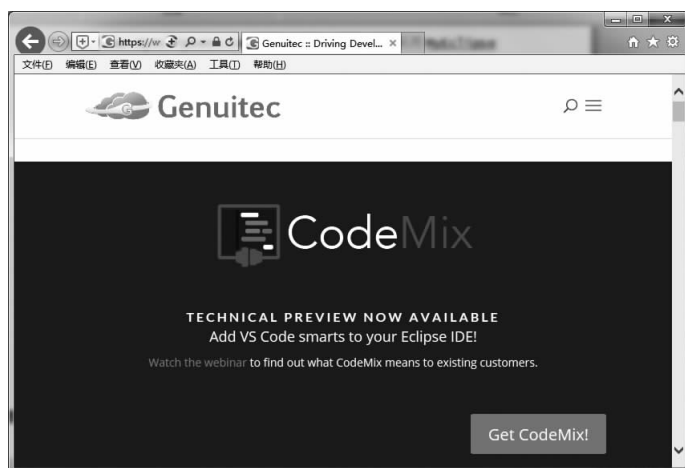 https://w
Genuitec :: Driving Devel...
文件(F) 编辑(E) 查看(V) 收藏夹(A) 工具(T) 帮助(H)
Genuitec
CodeMix
TECHNICAL PREVIEW NOW AVAILABLE
Add VS Code smarts to your Eclipse IDE!
Watch the webinar to find out what CodeMix means to existing customers.
Get CodeMix!